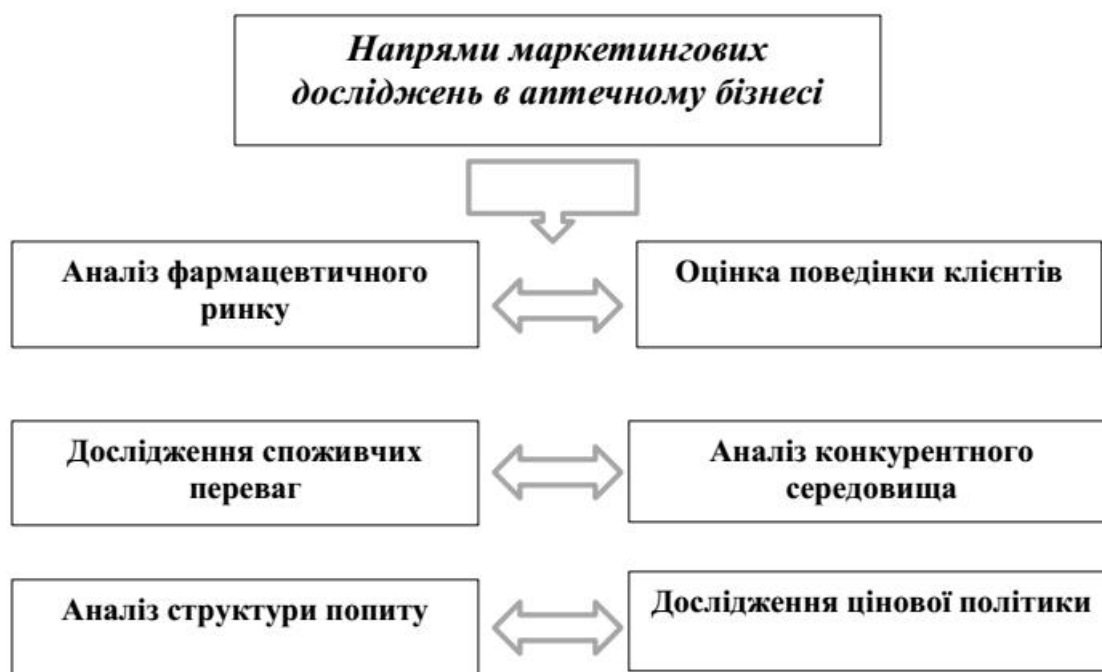 Напрями маркетингових
досліджень в аптечному бізнесі
Аналіз фармацевтичного
ринку
Оцінка поведінки клієнтів
Дослідження споживчих
переваг
Аналіз конкурентного
середовища
Аналіз структури попиту
Дослідження цінової політики